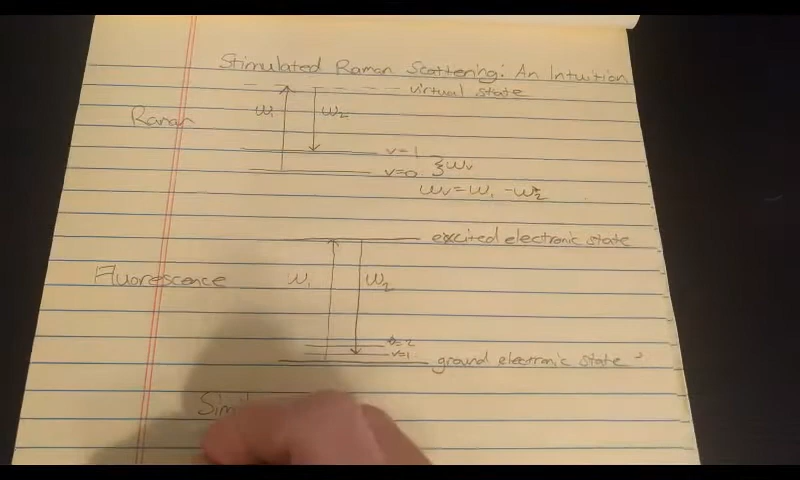 Stimulated Raman Scattering: An Intuition
virtual state
Raman ω₁ ω₂
v=1
v=0 } ωv
ωv = ω₁ - ω₂
excited electronic state
Fluorescence ω₁ ω₂
v=2
v=1
ground electronic state